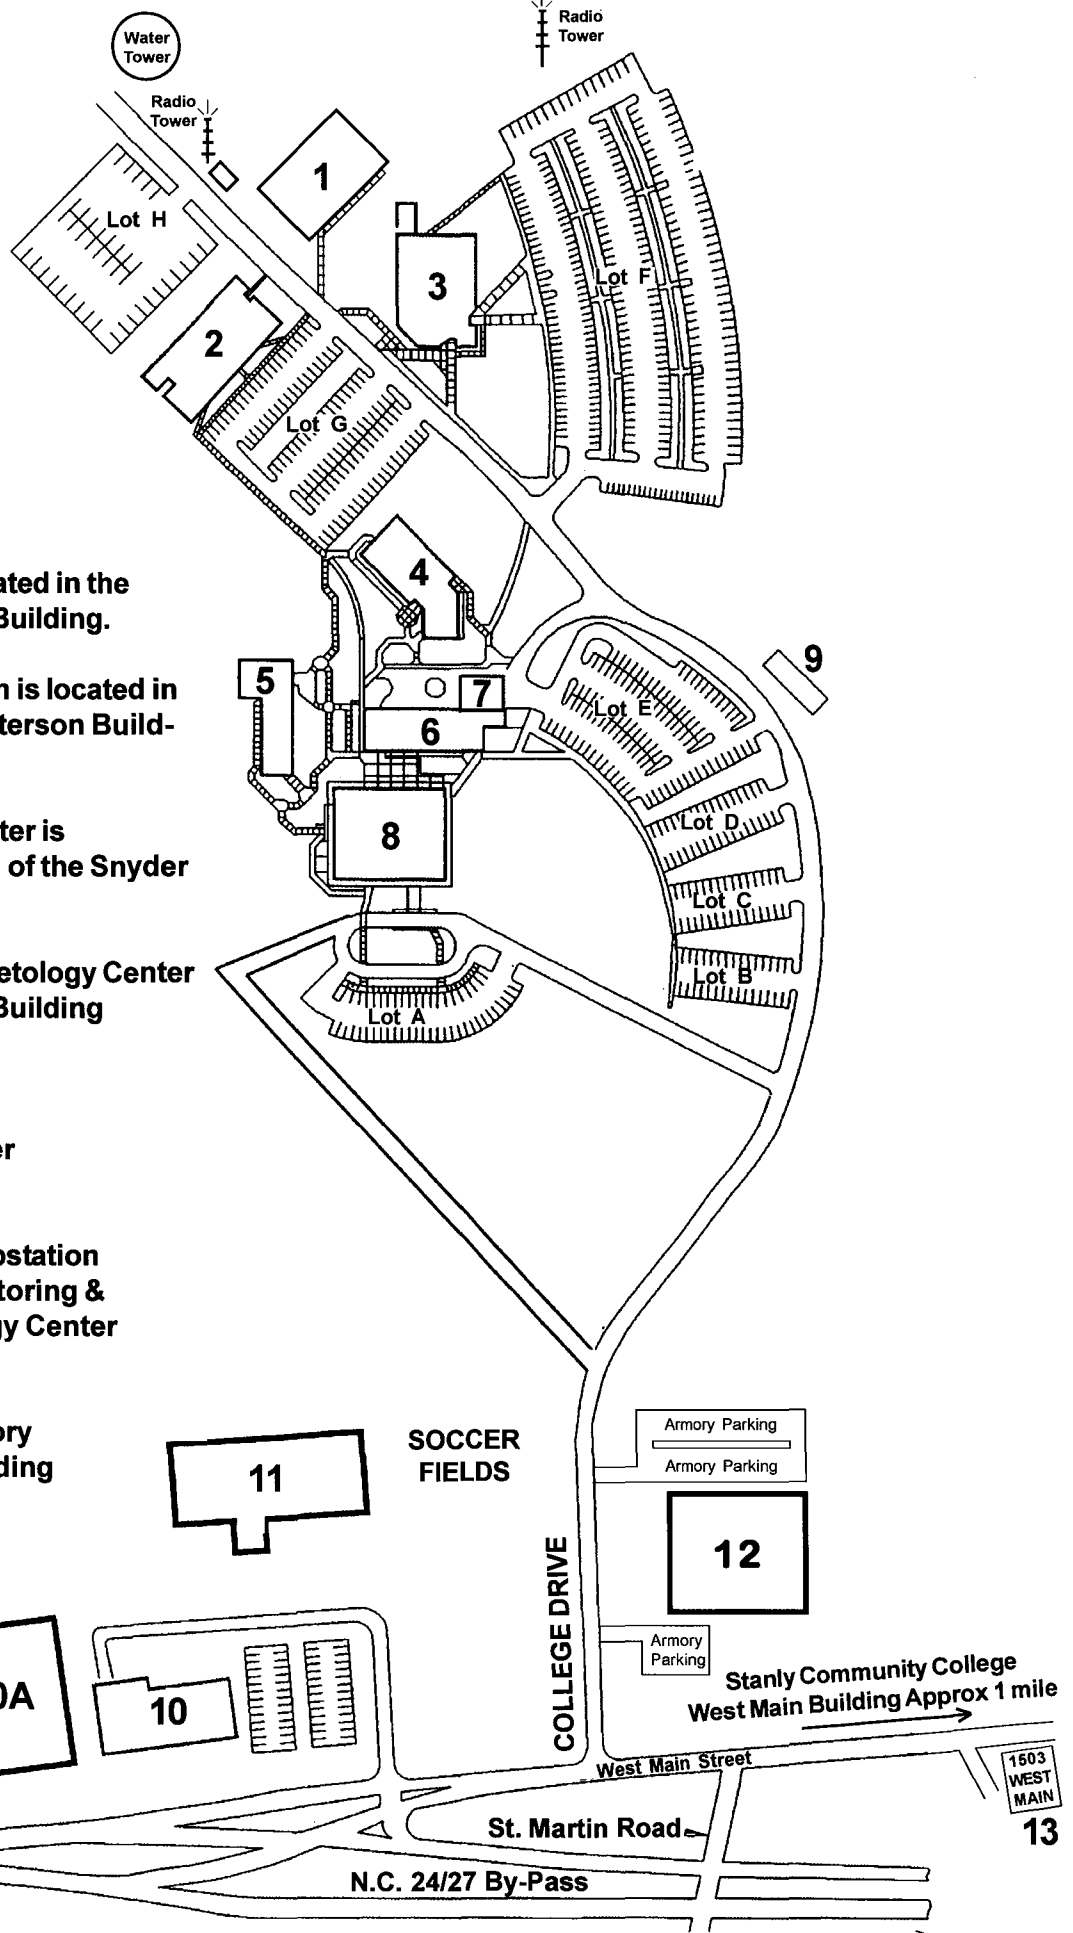 Radio
Tower
Water
Tower
Radio
Tower
1
Lot H
3
Lot F
2
Lot G
4
ated in the
Building.
9
5
n is located in
7
Lot E
terson Build-
6
ter is
8
Lot D
of the Snyder
Lot C
etology Center
Lot B
Building
Lot A
er
ostation
toring &
gy Center
Armory Parking
ory
SOCCER
FIELDS
Armory Parking
ding
11
12
COLLEGE DRIVE
Armory
Parking
Stanly Community College
West Main Building Approx 1 mile
0A
10
West Main Street
1503
WEST
MAIN
St. Martin Road
13
N.C. 24/27 By-Pass